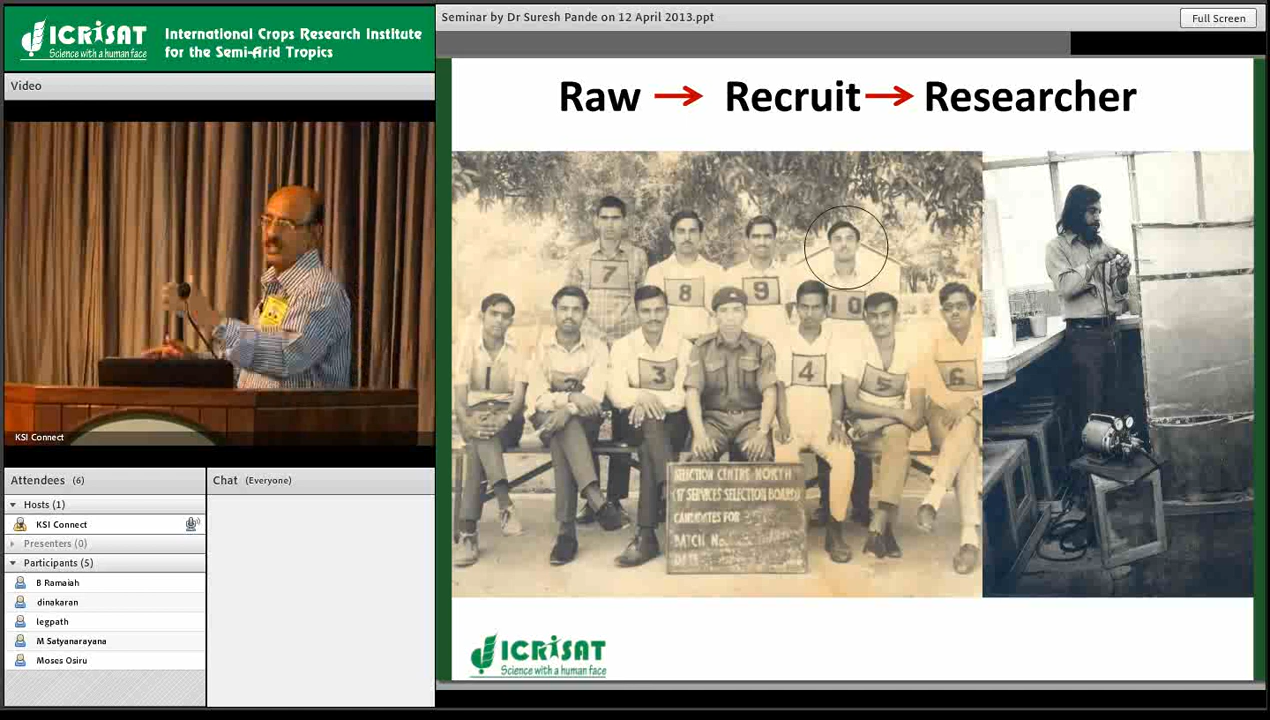 ICRISAT
Science with a human face
International Crops Research Institute
for the Semi-Arid Tropics
Seminar by Dr Suresh Pande on 12 April 2013.ppt
Full Screen
Video
Raw → Recruit → Researcher
7
8
9
10
1
2
3
4
5
6
SELECTION CENTRE NORTH
(17 SERVICES SELECTION BOARD)
CANDIDATES FOR
BATCH No.
DATE
KSI Connect
Attendees (6)
Hosts (1)
KSI Connect
Presenters (0)
Participants (5)
B Ramaiah
dinakaran
legpath
M Satyanarayana
Moses Osiru
Chat (Everyone)
ICRISAT
Science with a human face